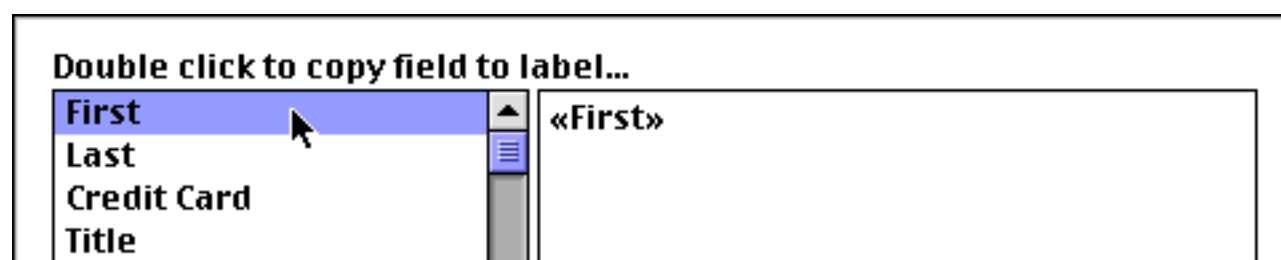 Double click to copy field to label...
First
Last
Credit Card
Title
«First»